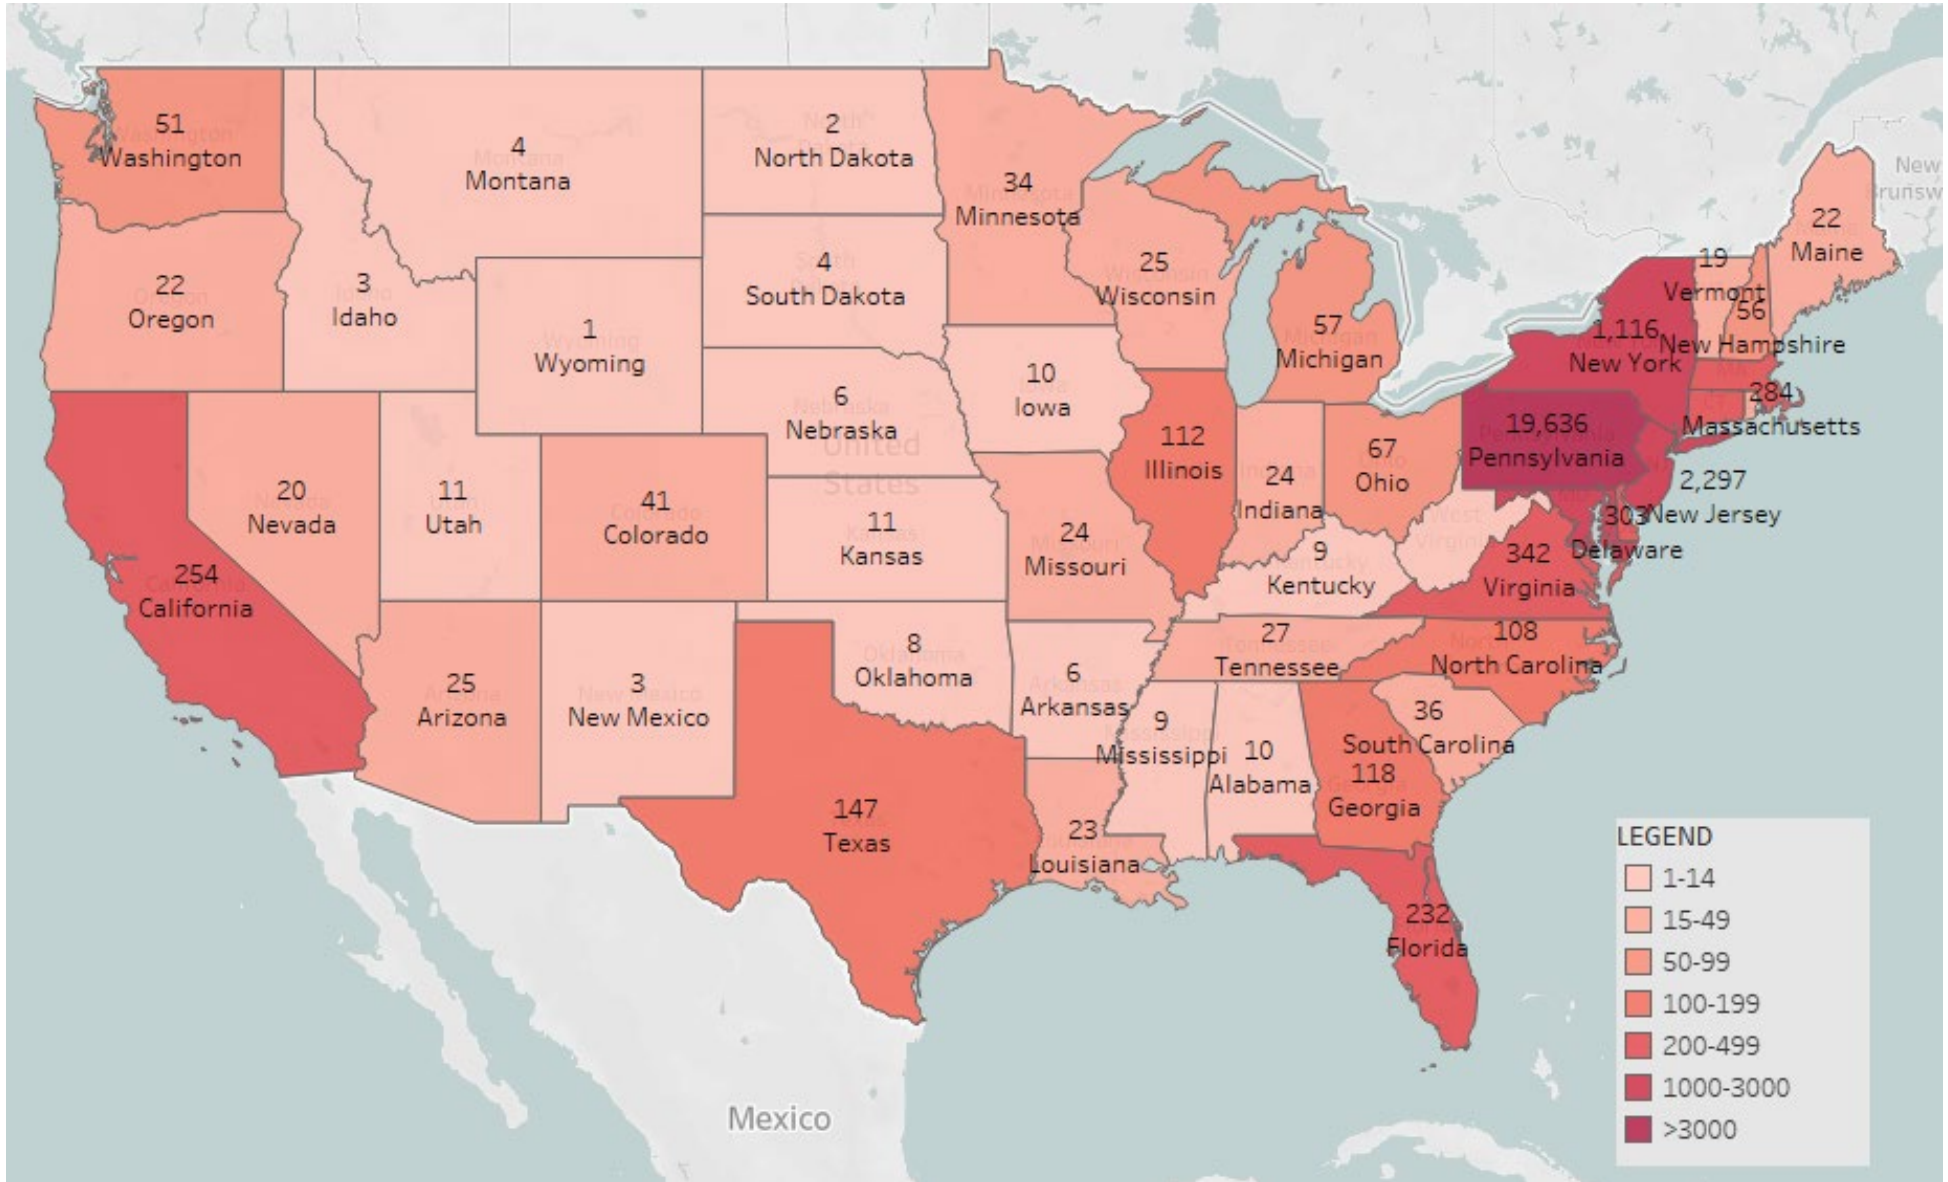 51
Washington
4
Montana
2
North Dakota
34
Minnesota
22
Oregon
3
Idaho
1
Wyoming
4
South Dakota
25
Wisconsin
57
Michigan
19
Vermont
56
New Hampshire
22
Maine
New
Brunsw
1,116
New York
284
Massachusetts
10
Iowa
6
Nebraska
United
States
112
Illinois
24
Indiana
67
Ohio
19,636
Pennsylvania
2,297
New Jersey
303
Delaware
254
California
20
Nevada
11
Utah
41
Colorado
11
Kansas
24
Missouri
9
Kentucky
West
Virginia
342
Virginia
25
Arizona
3
New Mexico
8
Oklahoma
6
Arkansas
27
Tennessee
108
North Carolina
36
South Carolina
9
Mississippi
10
Alabama
118
Georgia
147
Texas
23
Louisiana
232
Florida
Mexico
LEGEND
1-14
15-49
50-99
100-199
200-499
1000-3000
>3000